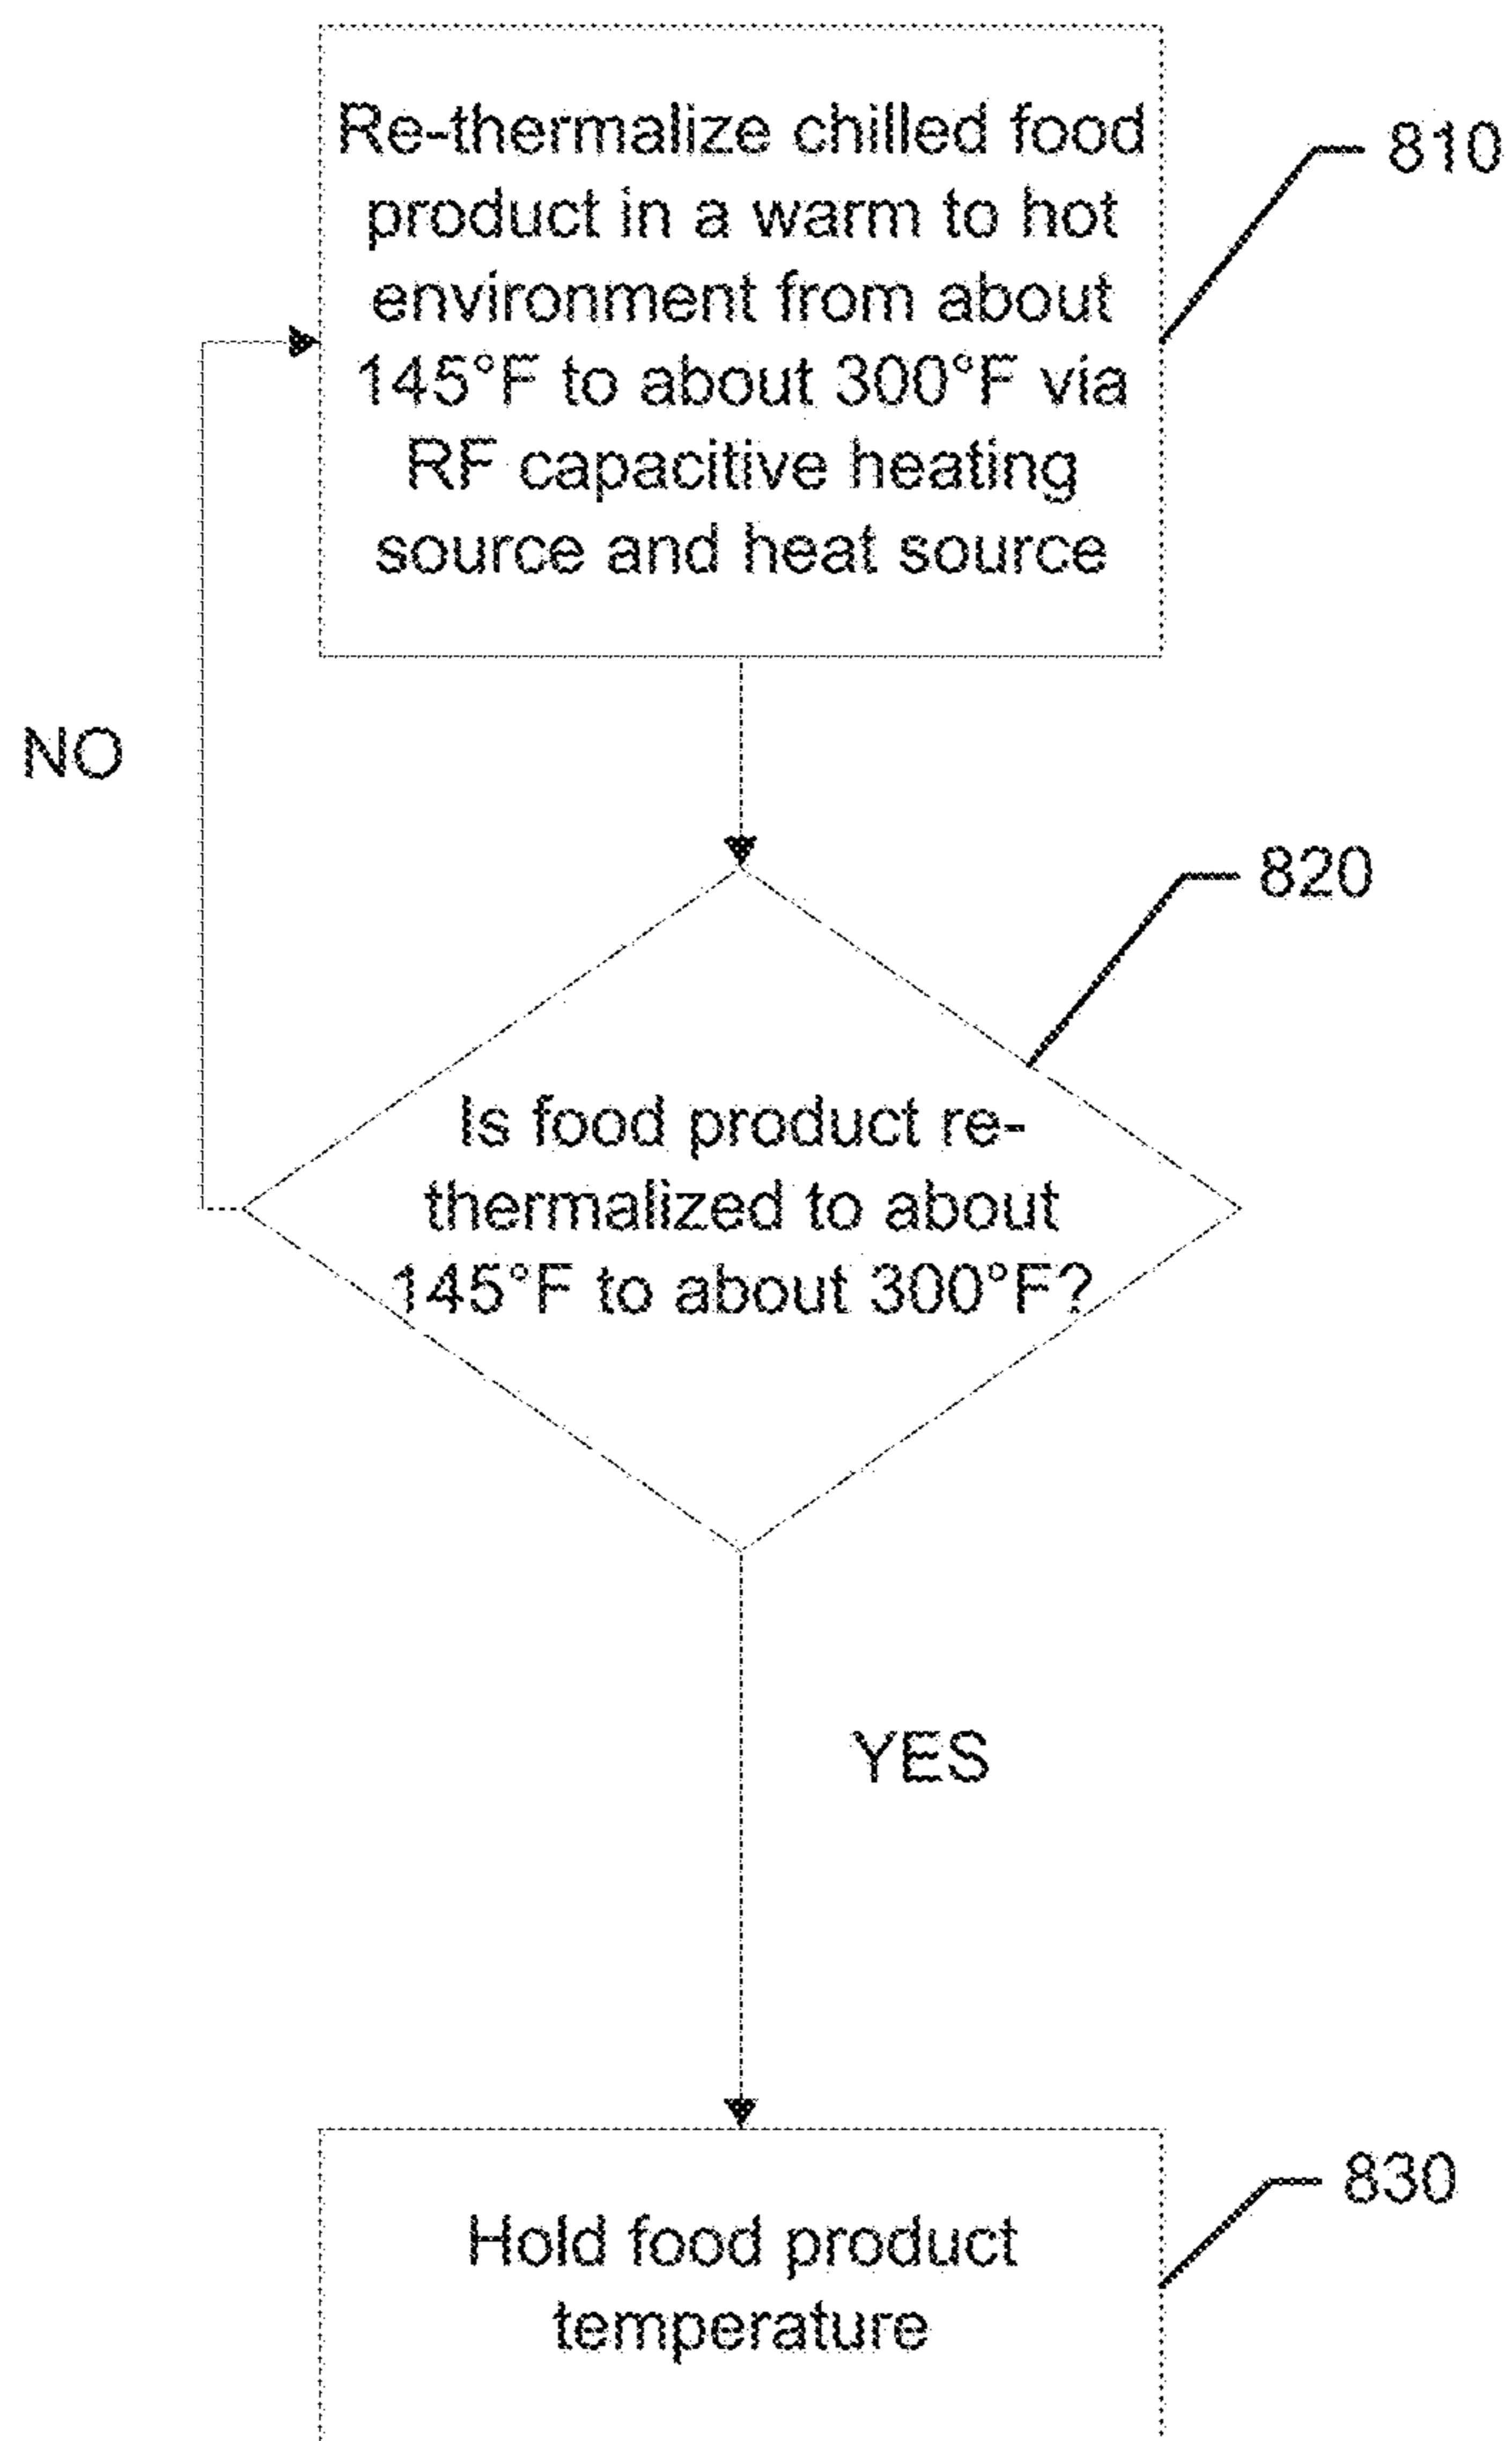 Re-thermalize chilled food
product in a warm to hot
environment from about
145°F to about 300°F via
RF capacitive heating
source and heat source
810
NO
820
Is food product re-
thermalized to about
145°F to about 300°F?
YES
830
Hold food product
temperature